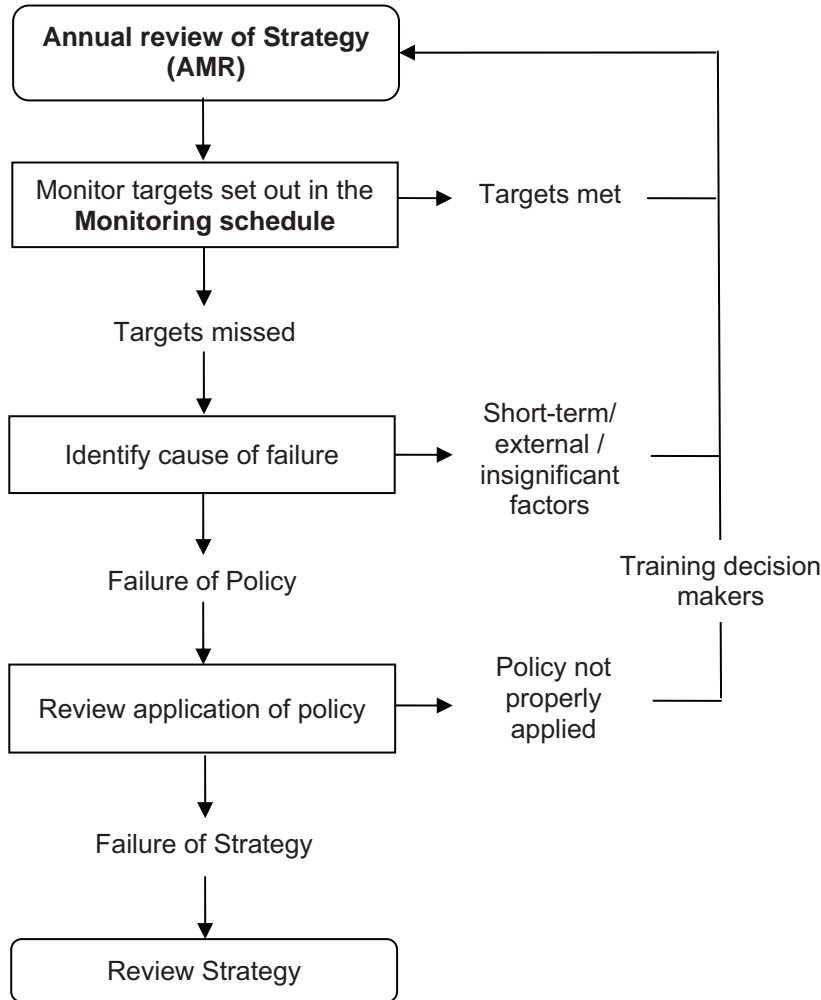 Annual review of Strategy
(AMR)
Monitor targets set out in the
Monitoring schedule
Targets met
Targets missed
Identify cause of failure
Short-term/
external /
insignificant
factors
Failure of Policy
Training decision
makers
Review application of policy
Policy not
properly
applied
Failure of Strategy
Review Strategy